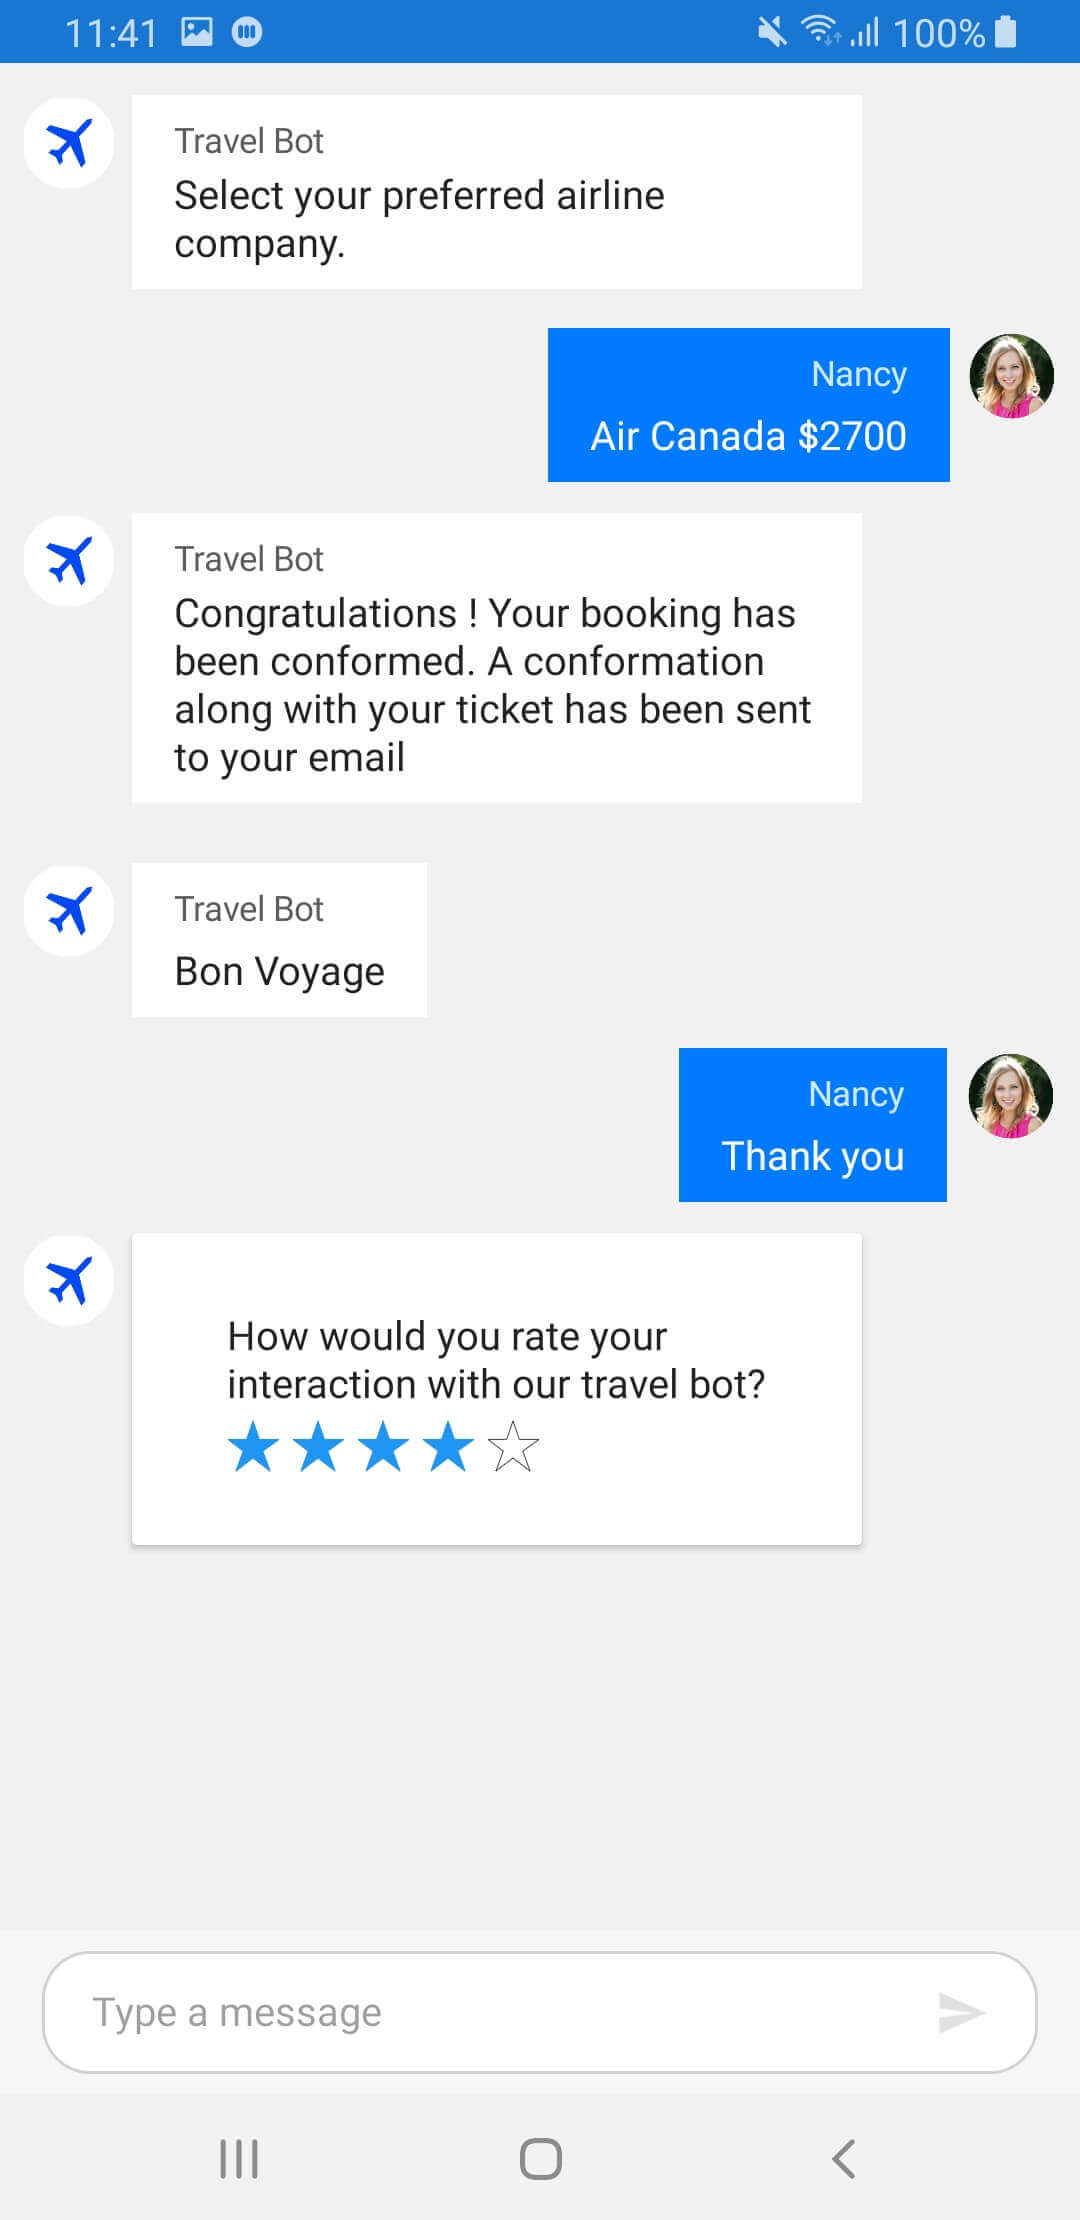 11:41
100%
Travel Bot
Select your preferred airline
company.
Nancy
Air Canada $2700
Travel Bot
Congratulations ! Your booking has
been conformed. A conformation
along with your ticket has been sent
to your email
Travel Bot
Bon Voyage
Nancy
Thank you
How would you rate your
interaction with our travel bot?
Type a message